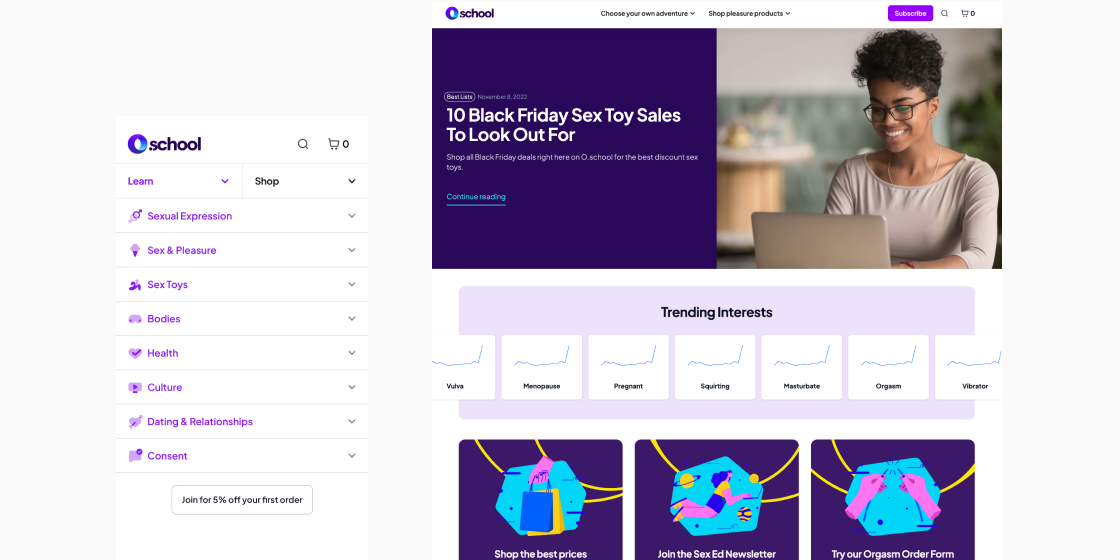 O.school
0
Learn
Shop
Sexual Expression
Sex & Pleasure
Sex Toys
Bodies
Health
Culture
Dating & Relationships
Consent
Join for 5% off your first order
O.school
Choose your own adventure
Shop pleasure products
Subscribe
0
Best Lists
November 8, 2022
10 Black Friday Sex Toy Sales
To Look Out For
Shop all Black Friday deals right here on O.school for the best discount sex
toys.
Continue reading
Trending Interests
Vulva
Menopause
Pregnant
Squirting
Masturbate
Orgasm
Vibrator
Shop the best prices
Join the Sex Ed Newsletter
Try our Orgasm Order Form